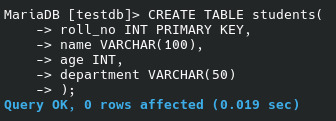 MariaDB [testdb]> CREATE TABLE students(
    -> roll_no INT PRIMARY KEY,
    -> name VARCHAR(100),
    -> age INT,
    -> department VARCHAR(50)
    -> );
Query OK, 0 rows affected (0.019 sec)